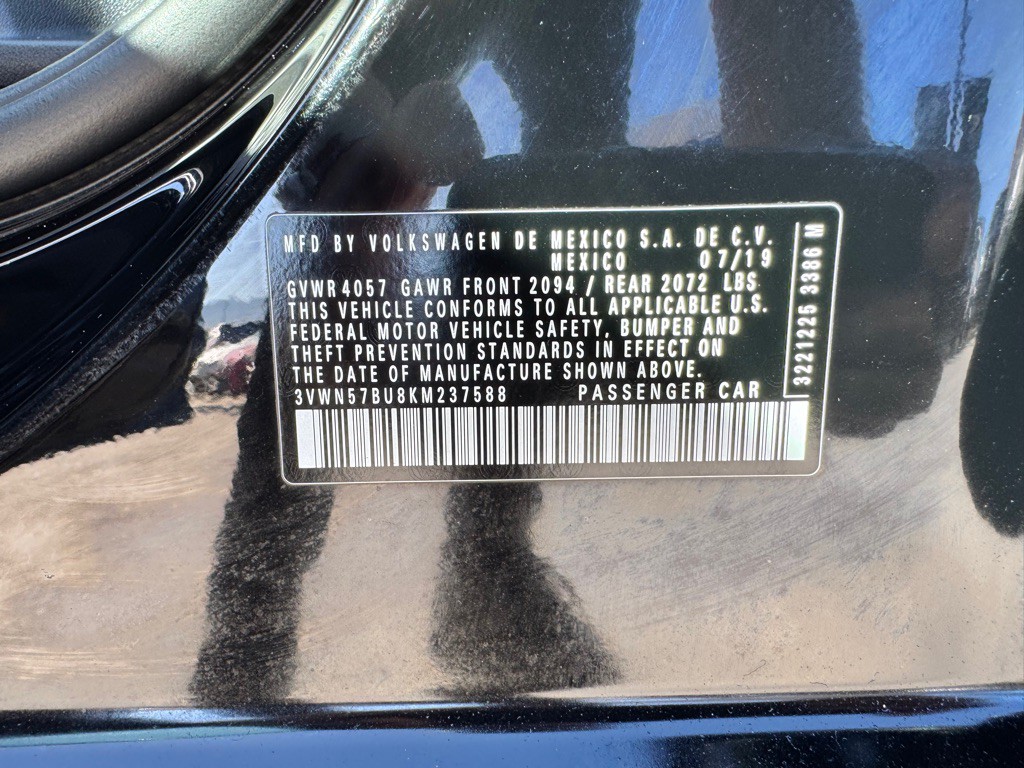 MFD BY VOLKSWAGEN DE MEXICO S.A. DE C.V.
MEXICO 07/19
GVWR 4057 GAWR FRONT 2094 / REAR 2072 LBS
THIS VEHICLE CONFORMS TO ALL APPLICABLE U.S.
FEDERAL MOTOR VEHICLE SAFETY, BUMPER AND
THEFT PREVENTION STANDARDS IN EFFECT ON
THE DATE OF MANUFACTURE SHOWN ABOVE.
3VWN57BU8KM237588 PASSENGER CAR
3221225 3386 M